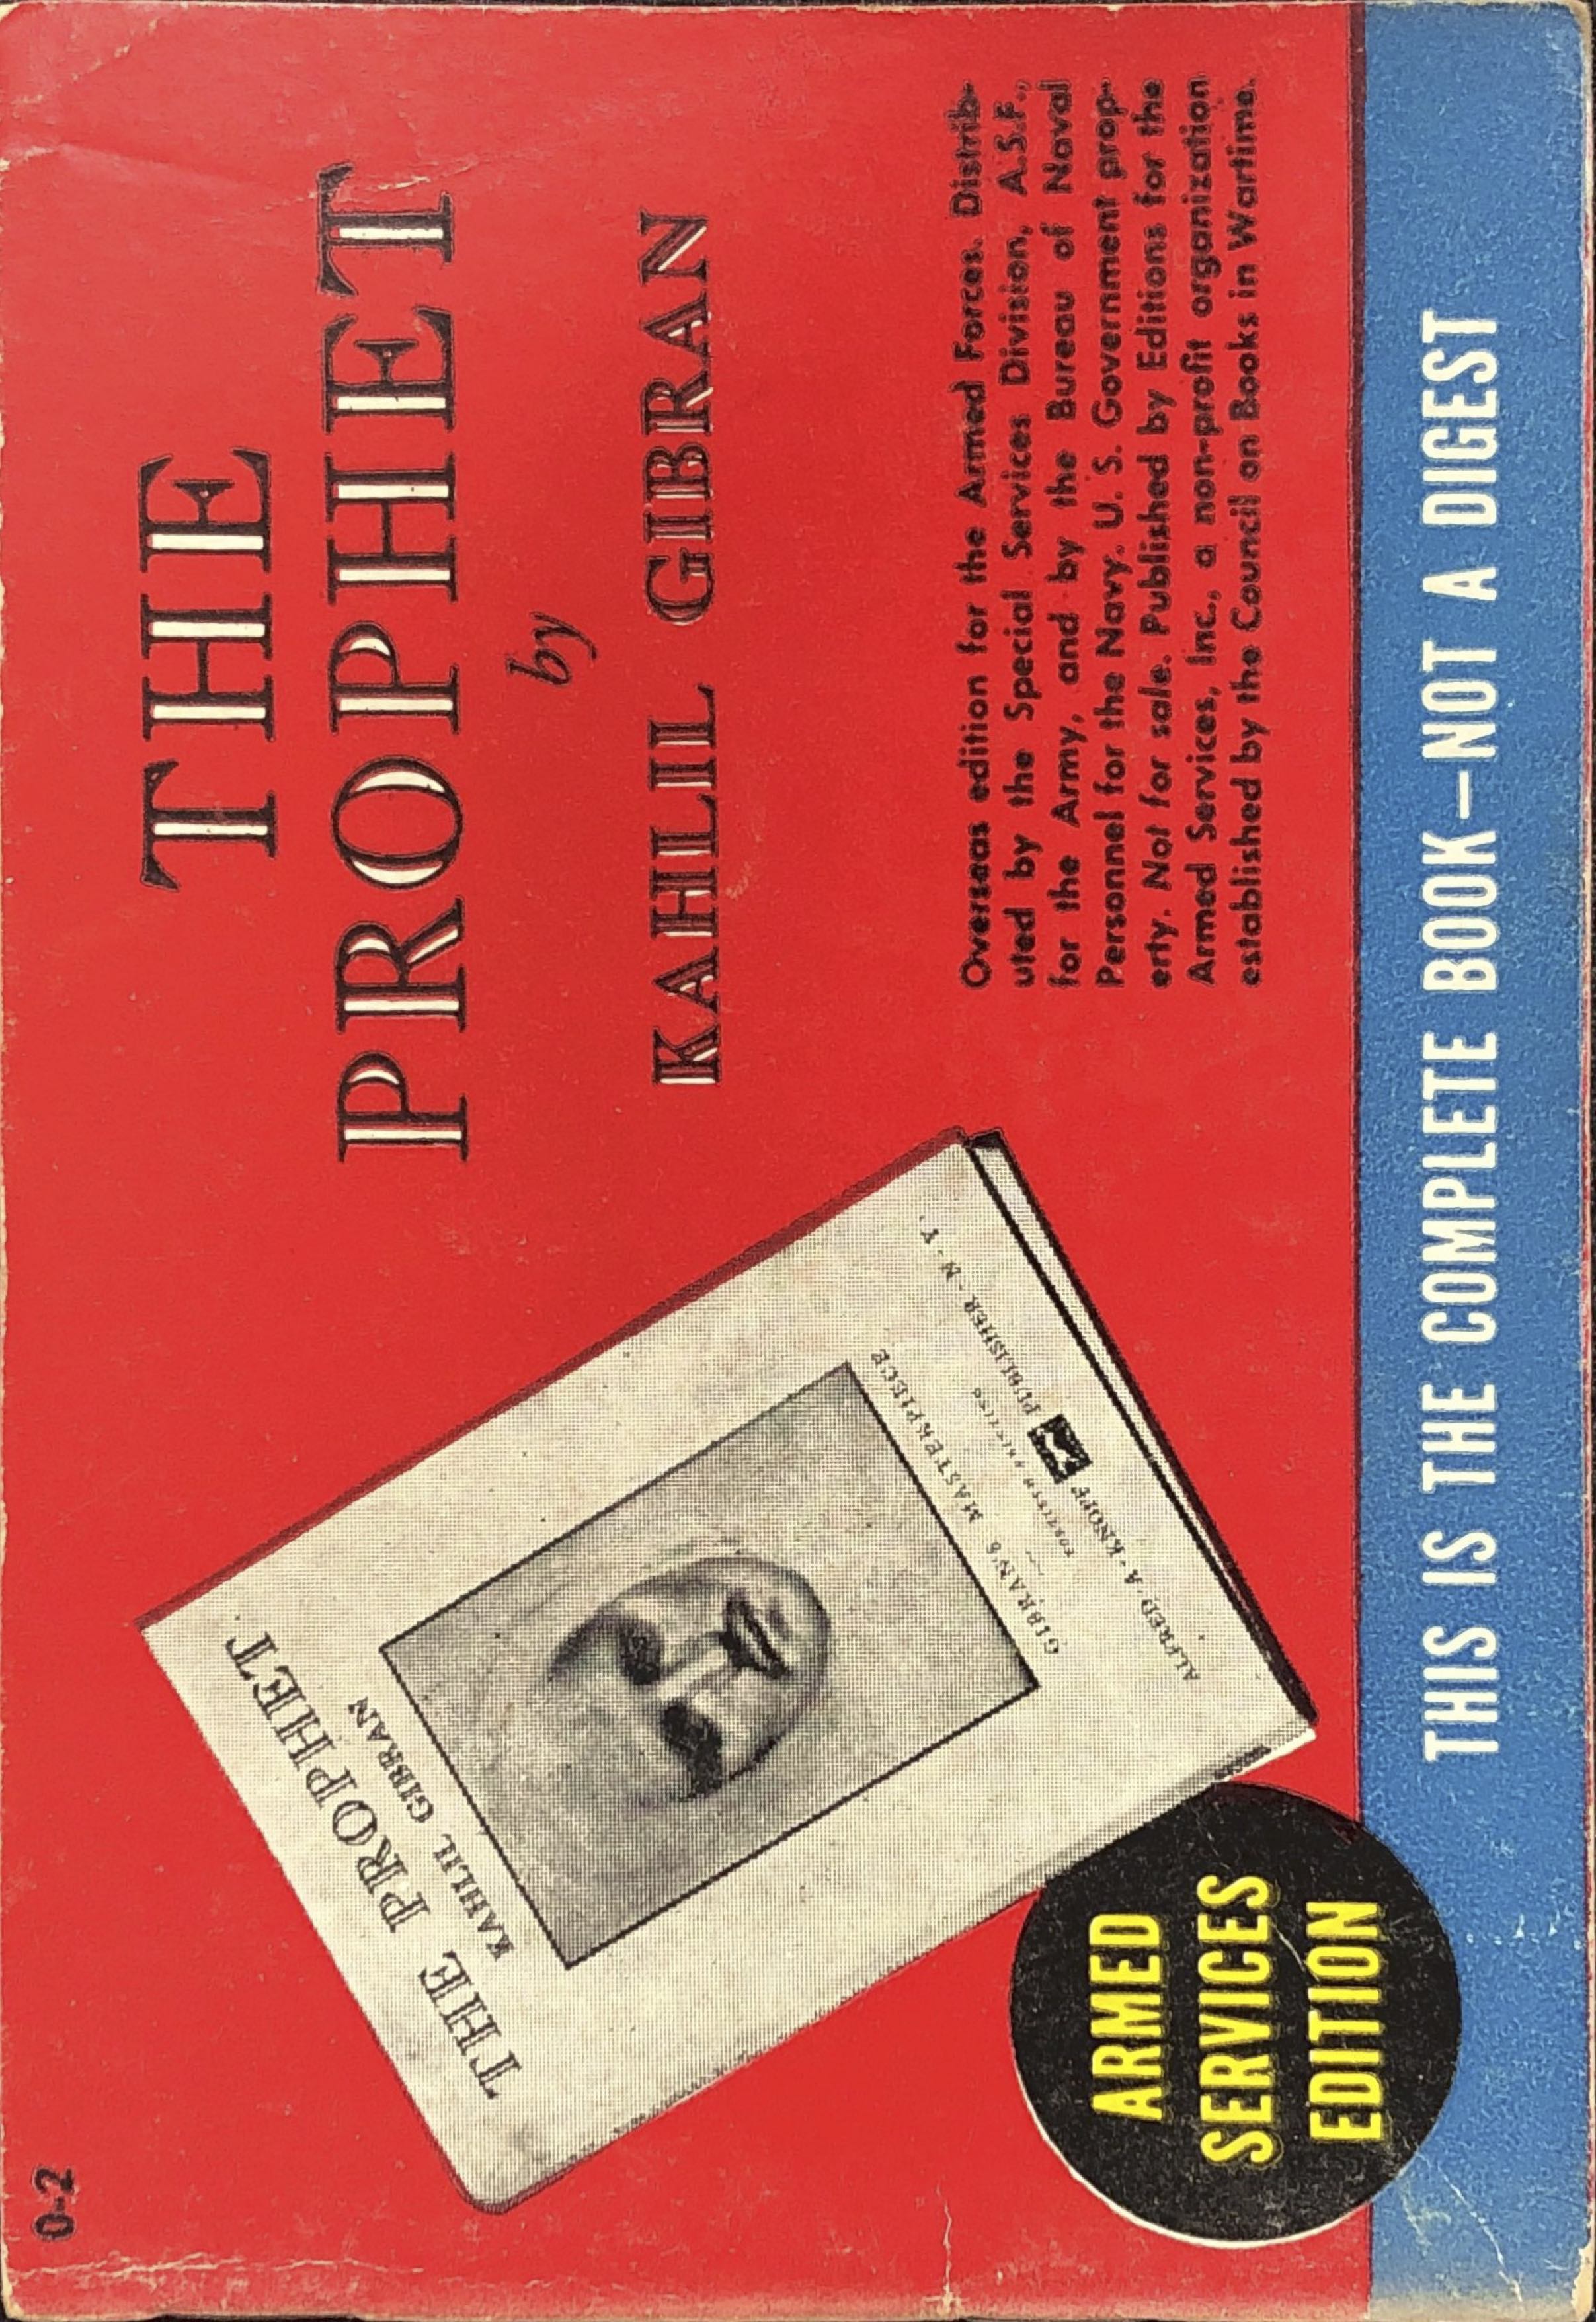 O-2
THE
PROPHET
by
KAHLIL GIBRAN
Overseas edition for the Armed Forces. Distrib-
uted by the Special Services Division, A.S.F.,
for the Army, and by the Bureau of Naval
Personnel for the Navy. U. S. Government prop-
erty. Not for sale. Published by Editions for the
Armed Services, Inc., a non-profit organization
established by the Council on Books in Wartime.
THE PROPHET
KAHLIL GIBRAN
GIBRAN'S MASTERPIECE
ALFRED·A·KNOPF PUBLISHER·N·Y·
ARMED
SERVICES
EDITION
THIS IS THE COMPLETE BOOK—NOT A DIGEST